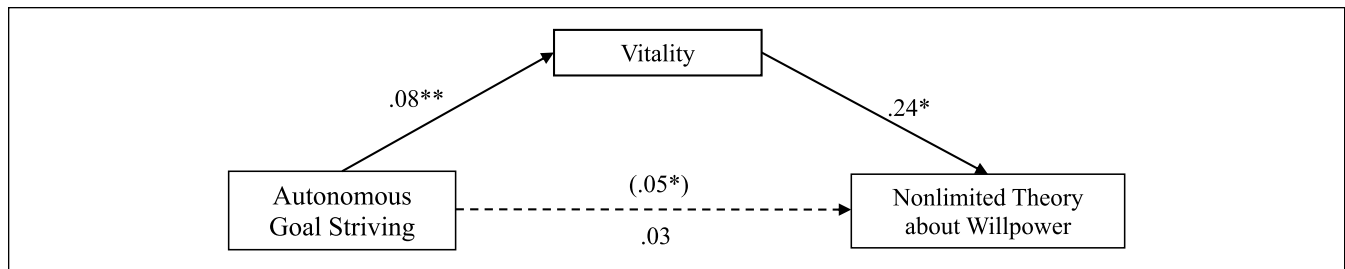 Vitality
.08**
.24*
Autonomous
Goal Striving
(.05*)
.03
Nonlimited Theory
about Willpower